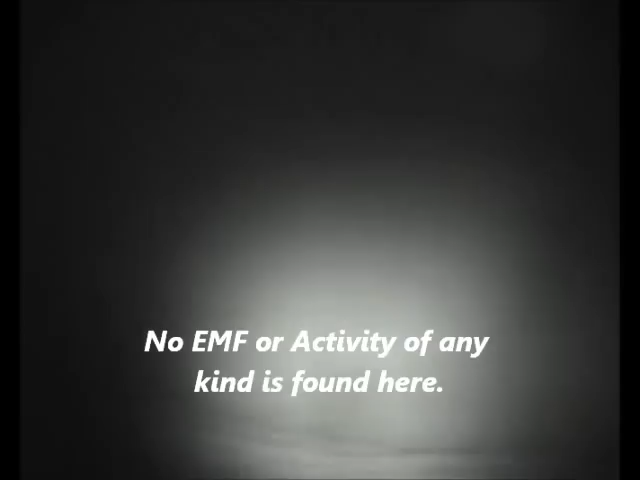 No EMF or Activity of any
kind is found here.